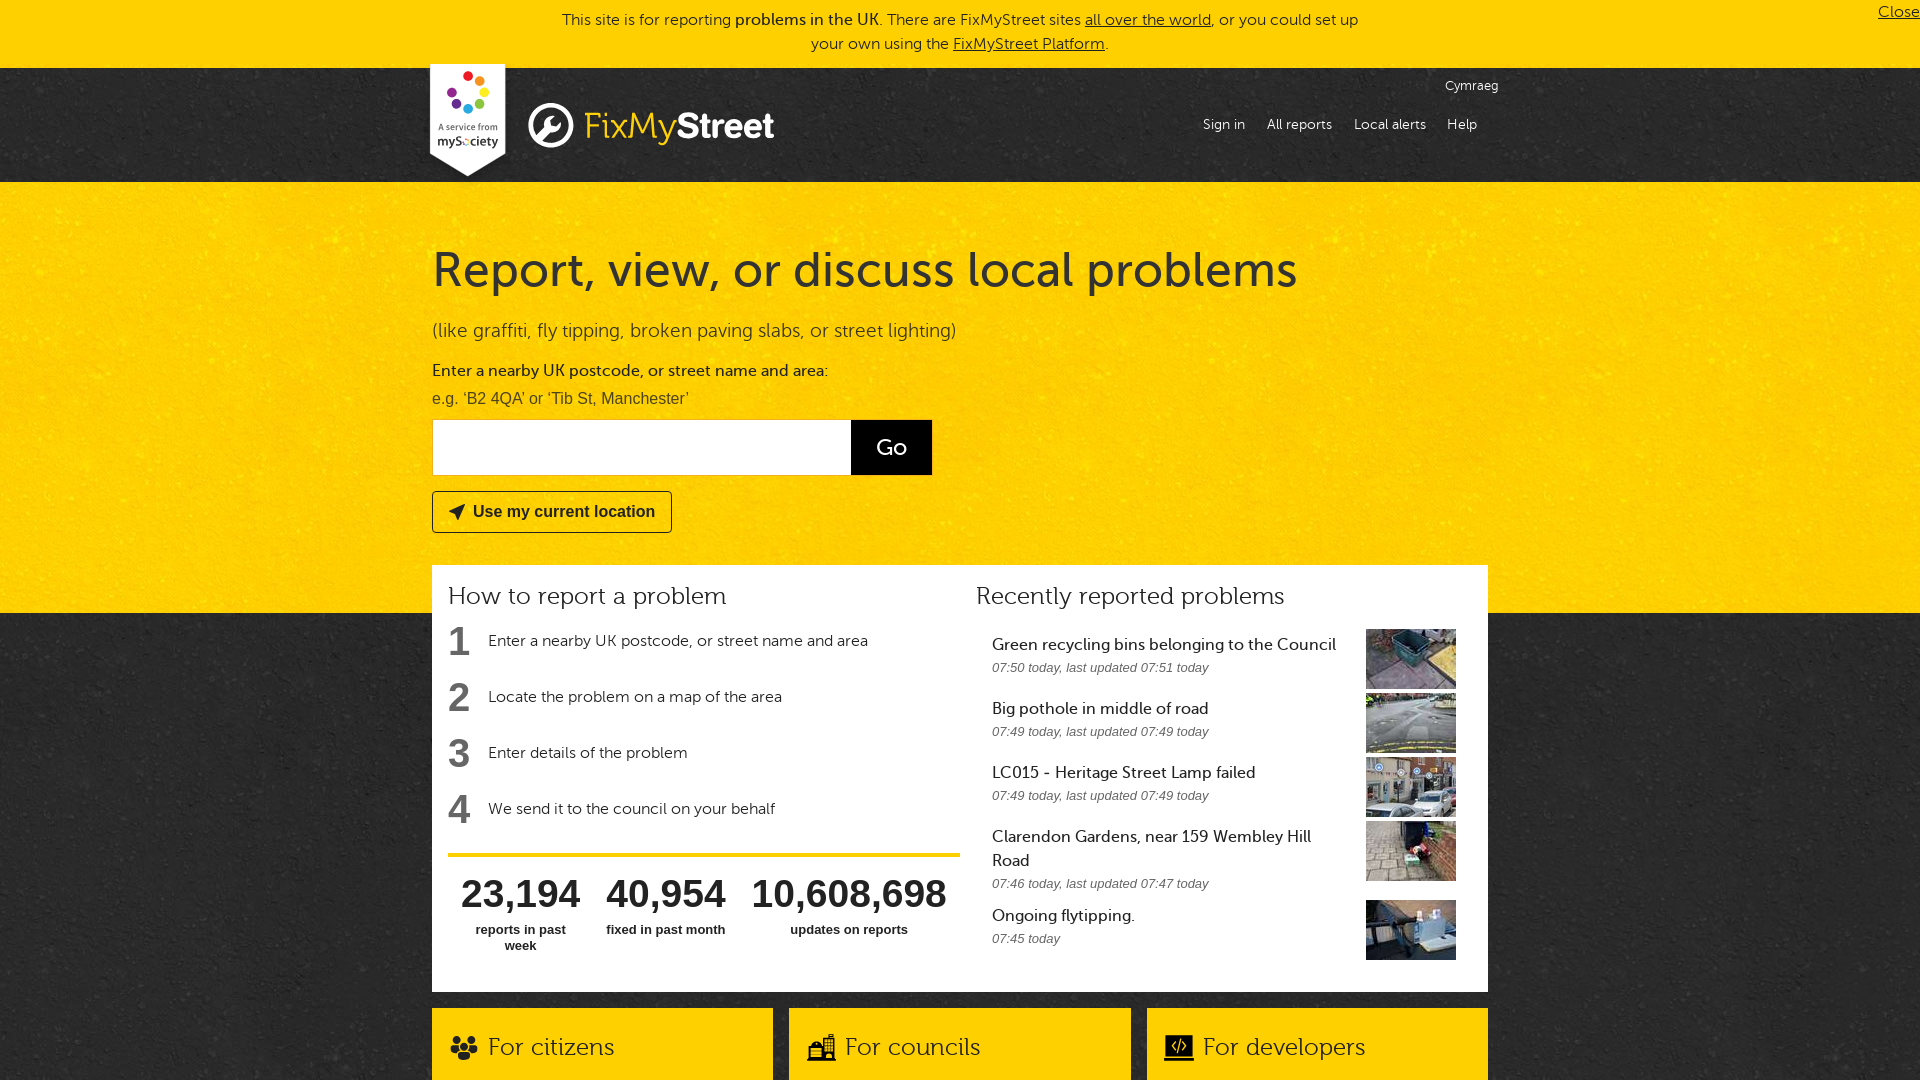 This site is for reporting problems in the UK. There are FixMyStreet sites all over the world, or you could set up
your own using the FixMyStreet Platform.
Close
A service from
mySociety
FixMyStreet
Cymraeg
Sign in
All reports
Local alerts
Help
Report, view, or discuss local problems
(like graffiti, fly tipping, broken paving slabs, or street lighting)
Enter a nearby UK postcode, or street name and area:
e.g. ‘B2 4QA’ or ‘Tib St, Manchester’
Go
Use my current location
How to report a problem
1 Enter a nearby UK postcode, or street name and area
2 Locate the problem on a map of the area
3 Enter details of the problem
4 We send it to the council on your behalf
23,194
reports in past
week
40,954
fixed in past month
10,608,698
updates on reports
Recently reported problems
Green recycling bins belonging to the Council
07:50 today, last updated 07:51 today
Big pothole in middle of road
07:49 today, last updated 07:49 today
LC015 - Heritage Street Lamp failed
07:49 today, last updated 07:49 today
Clarendon Gardens, near 159 Wembley Hill
Road
07:46 today, last updated 07:47 today
Ongoing flytipping.
07:45 today
For citizens
For councils
For developers